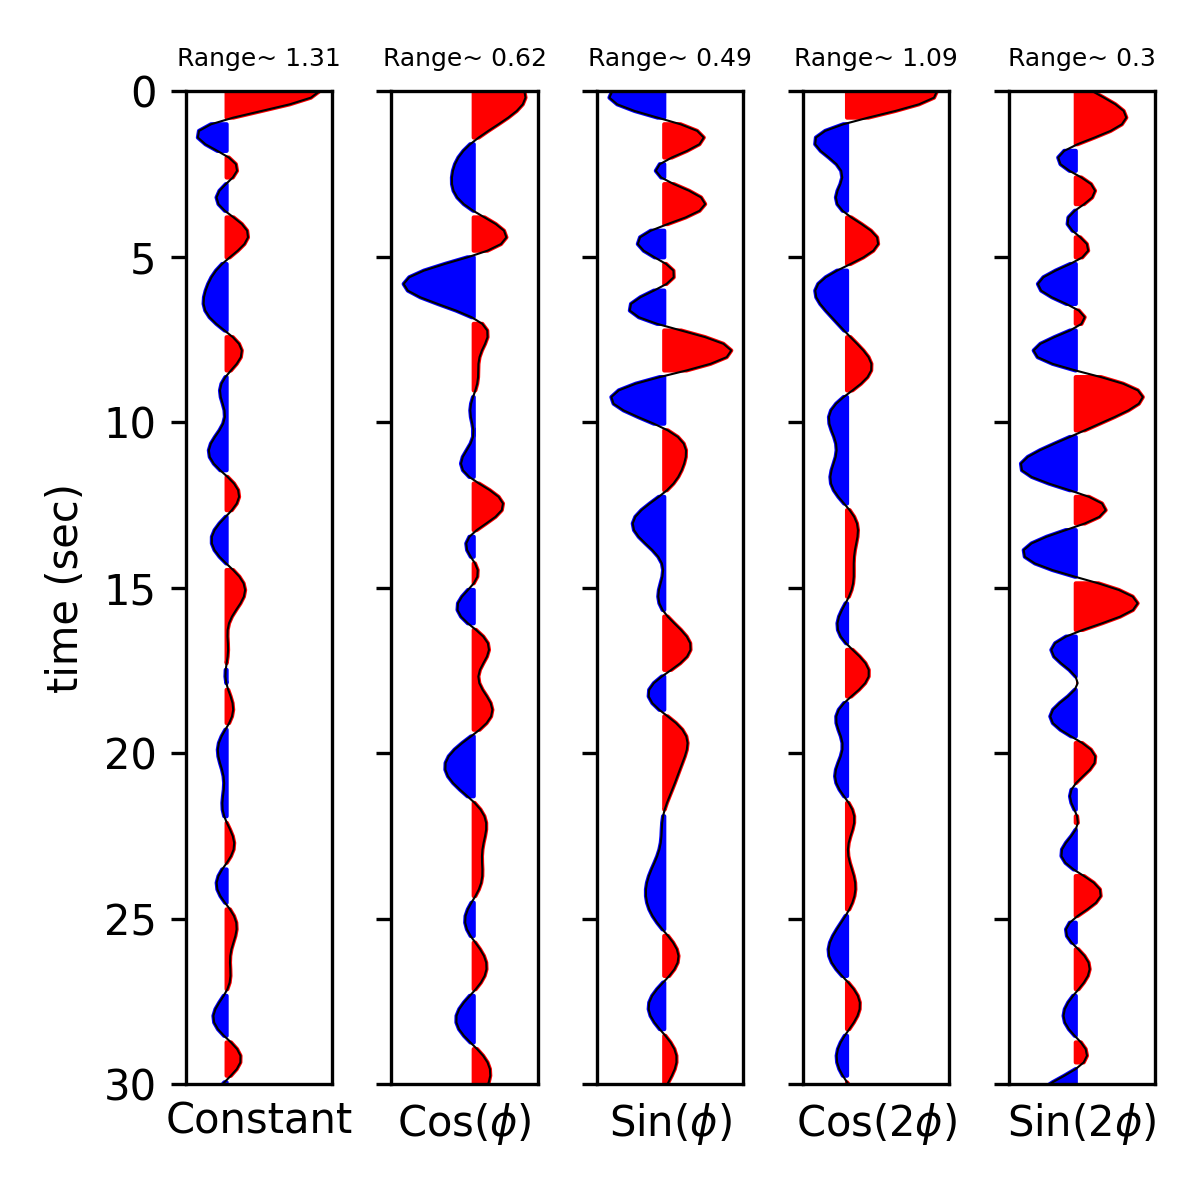 Range~ 1.31 Range~ 0.62 Range~ 0.49 Range~ 1.09 Range~ 0.3
0
5
10
15
20
25
30
time (sec)
Constant Cos(ϕ) Sin(ϕ) Cos(2ϕ) Sin(2ϕ)